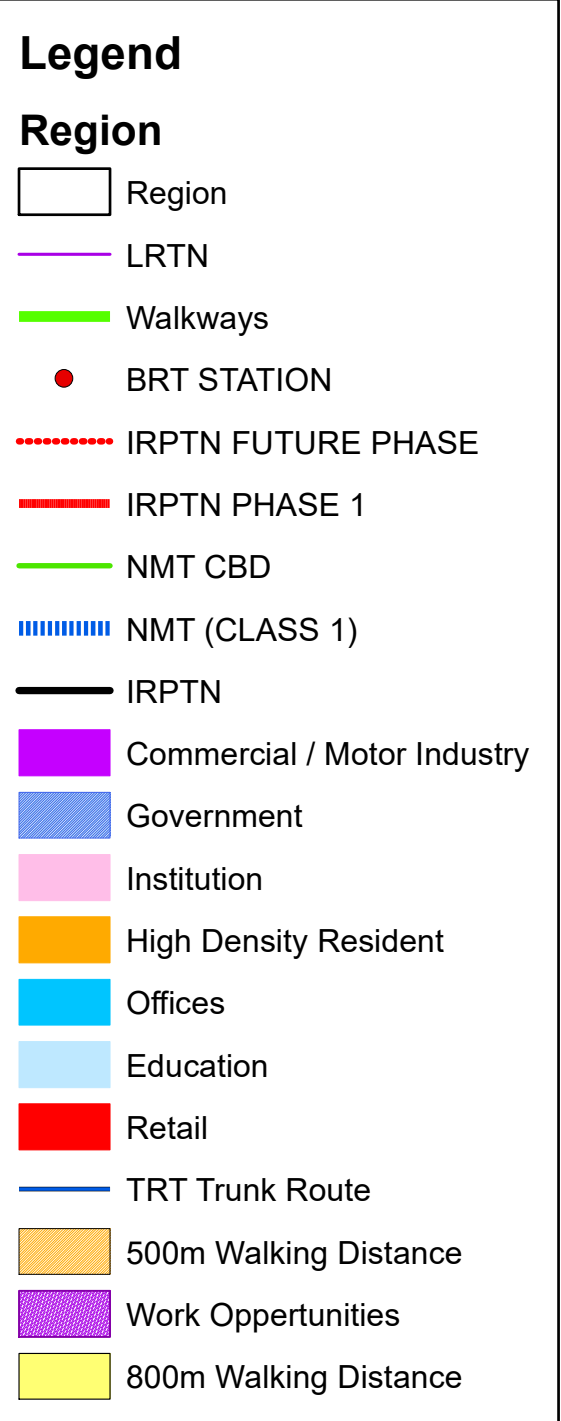 Legend
Region
Region
LRTN
Walkways
BRT STATION
IRPTN FUTURE PHASE
IRPTN PHASE 1
NMT CBD
NMT (CLASS 1)
IRPTN
Commercial / Motor Industry
Government
Institution
High Density Resident
Offices
Education
Retail
TRT Trunk Route
500m Walking Distance
Work Oppertunities
800m Walking Distance